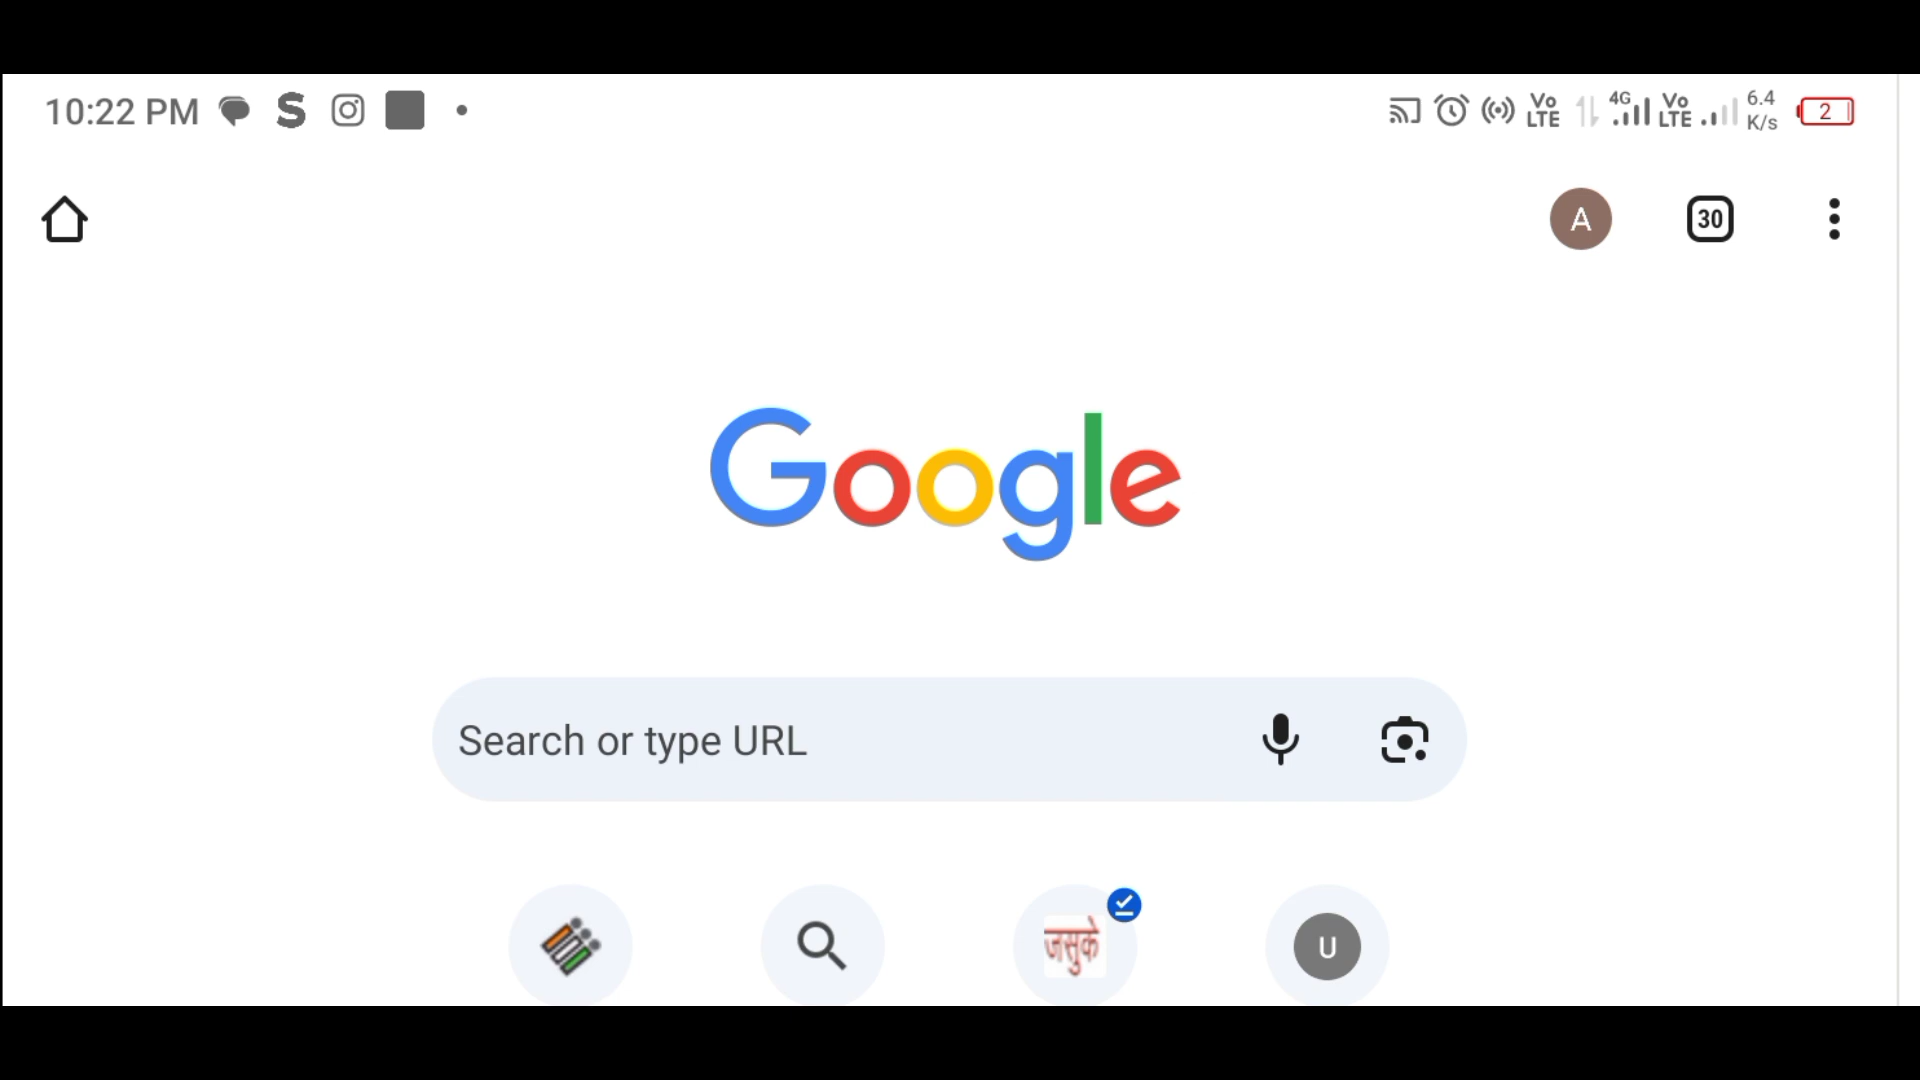 10:22 PM S 4G Vo LTE Vo LTE 6.4 K/s 2
A 30
Google
Search or type URL
जसुके U